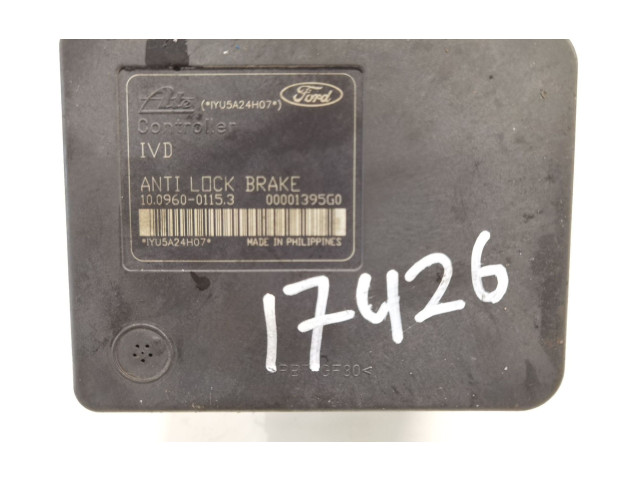 Ate (*IYU5A24H07*) Ford
Controller
IVD
ANTI LOCK BRAKE
10.0960-0115.3 00001395G0
*IYU5A24H07* MADE IN PHILIPPINES
17426